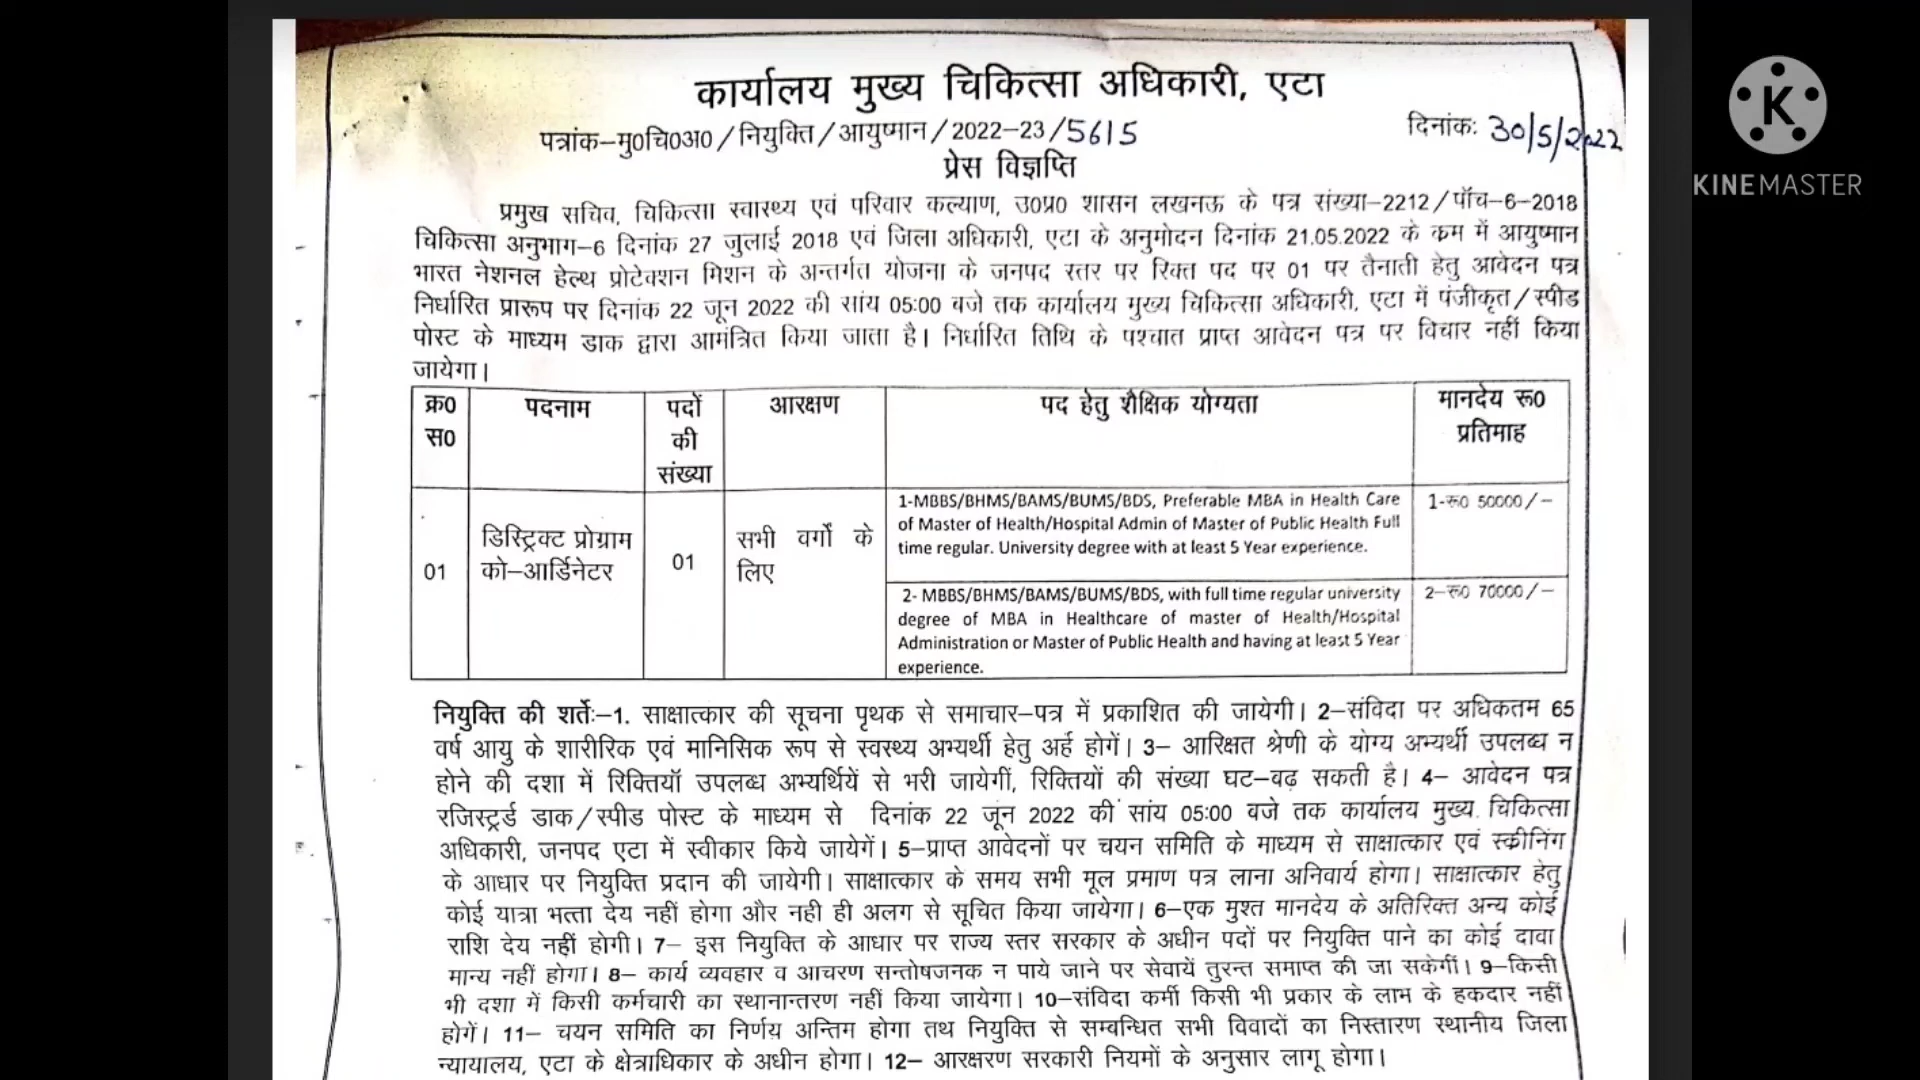 कार्यालय मुख्य चिकित्सा अधिकारी, एटा
पत्रांक–मु0चि0अ0/नियुक्ति/आयुष्मान/2022-23/5615
दिनांकः 30/5/2022
प्रेस विज्ञप्ति
KINEMASTER
प्रमुख सचिव, चिकित्सा स्वास्थ्य एवं परिवार कल्याण, उ0प्र0 शासन लखनऊ के पत्र संख्या–2212/पॉच–6–2018
चिकित्सा अनुभाग–6 दिनांक 27 जुलाई 2018 एवं जिला अधिकारी, एटा के अनुमोदन दिनांक 21.05.2022 के क्रम में आयुष्मान
भारत नेशनल हेल्थ प्रोटेक्शन मिशन के अन्तर्गत योजना के जनपद स्तर पर रिक्त पद पर 01 पर तैनाती हेतु आवेदन पत्र
निर्धारित प्रारूप पर दिनांक 22 जून 2022 की सांय 05:00 बजे तक कार्यालय मुख्य चिकित्सा अधिकारी, एटा में पंजीकृत/स्पीड
पोस्ट के माध्यम डाक द्वारा आमंत्रित किया जाता है। निर्धारित तिथि के पश्चात प्राप्त आवेदन पत्र पर विचार नहीं किया
जायेगा।
क्र0 स0
पदनाम
पदों की संख्या
आरक्षण
पद हेतु शैक्षिक योग्यता
मानदेय रू0 प्रतिमाह
01
डिस्ट्रिक्ट प्रोग्राम
को–आर्डिनेटर
01
सभी वर्गो के
लिए
1-MBBS/BHMS/BAMS/BUMS/BDS, Preferable MBA in Health Care
of Master of Health/Hospital Admin of Master of Public Health Full
time regular. University degree with at least 5 Year experience.
1-रू0 50000/–
2- MBBS/BHMS/BAMS/BUMS/BDS, with full time regular university
degree of MBA in Healthcare of master of Health/Hospital
Administration or Master of Public Health and having at least 5 Year
experience.
2–रू0 70000/–
नियुक्ति की शर्तेः–1. साक्षात्कार की सूचना पृथक से समाचार–पत्र में प्रकाशित की जायेगी। 2–संविदा पर अधिकतम 65
वर्ष आयु के शारीरिक एवं मानिसिक रूप से स्वस्थ्य अभ्यर्थी हेतु अर्ह होगें। 3– आरिक्षत श्रेणी के योग्य अभ्यर्थी उपलब्ध न
होने की दशा में रिक्तियॉ उपलब्ध अभ्यर्थियें से भरी जायेगीं, रिक्तियों की संख्या घट–बढ़ सकती है। 4– आवेदन पत्र
रजिस्ट्रर्ड डाक/स्पीड पोस्ट के माध्यम से दिनांक 22 जून 2022 की सांय 05:00 बजे तक कार्यालय मुख्य चिकित्सा
अधिकारी, जनपद एटा में स्वीकार किये जायेगें। 5–प्राप्त आवेदनों पर चयन समिति के माध्यम से साक्षात्कार एवं स्क्रीनिंग
के आधार पर नियुक्ति प्रदान की जायेगी। साक्षात्कार के समय सभी मूल प्रमाण पत्र लाना अनिवार्य होगा। साक्षात्कार हेतु
कोई यात्रा भत्ता देय नहीं होगा और नही ही अलग से सूचित किया जायेगा। 6–एक मुश्त मानदेय के अतिरिक्त अन्य कोई
राशि देय नहीं होगी। 7– इस नियुक्ति के आधार पर राज्य स्तर सरकार के अधीन पदों पर नियुक्ति पाने का कोई दावा
मान्य नहीं होगा। 8– कार्य व्यवहार व आचरण सन्तोषजनक न पाये जाने पर सेवायें तुरन्त समाप्त की जा सकेगीं। 9–किसी
भी दशा में किसी कर्मचारी का स्थानान्तरण नहीं किया जायेगा। 10–संविदा कर्मी किसी भी प्रकार के लाभ के हकदार नहीं
होगें। 11– चयन समिति का निर्णय अन्तिम होगा तथ नियुक्ति से सम्बन्धित सभी विवादों का निस्तारण स्थानीय जिला
न्यायालय, एटा के क्षेत्राधिकार के अधीन होगा। 12– आरक्षरण सरकारी नियमों के अनुसार लागू होगा।